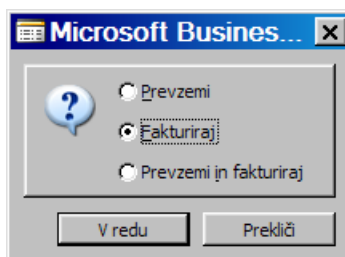 Microsoft Busines...
Prevzemi
Fakturiraj
Prevzemi in fakturiraj
V redu
Prekliči